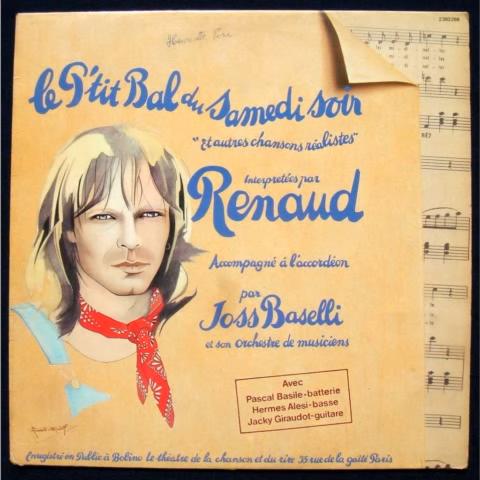 2392208
le P'tit Bal du Samedi soir
"Et autres chansons réalistes"
Interpretées par
Renaud
Accompagné à l'accordéon
par
Joss Baselli
et son orchestre de musiciens
Avec
Pascal Basile-batterie
Hermes Alesi-basse
Jacky Giraudot-guitare
Enregistré en Public à Bobino le théatre de la chanson et du rire 35 rue de la gaité Paris